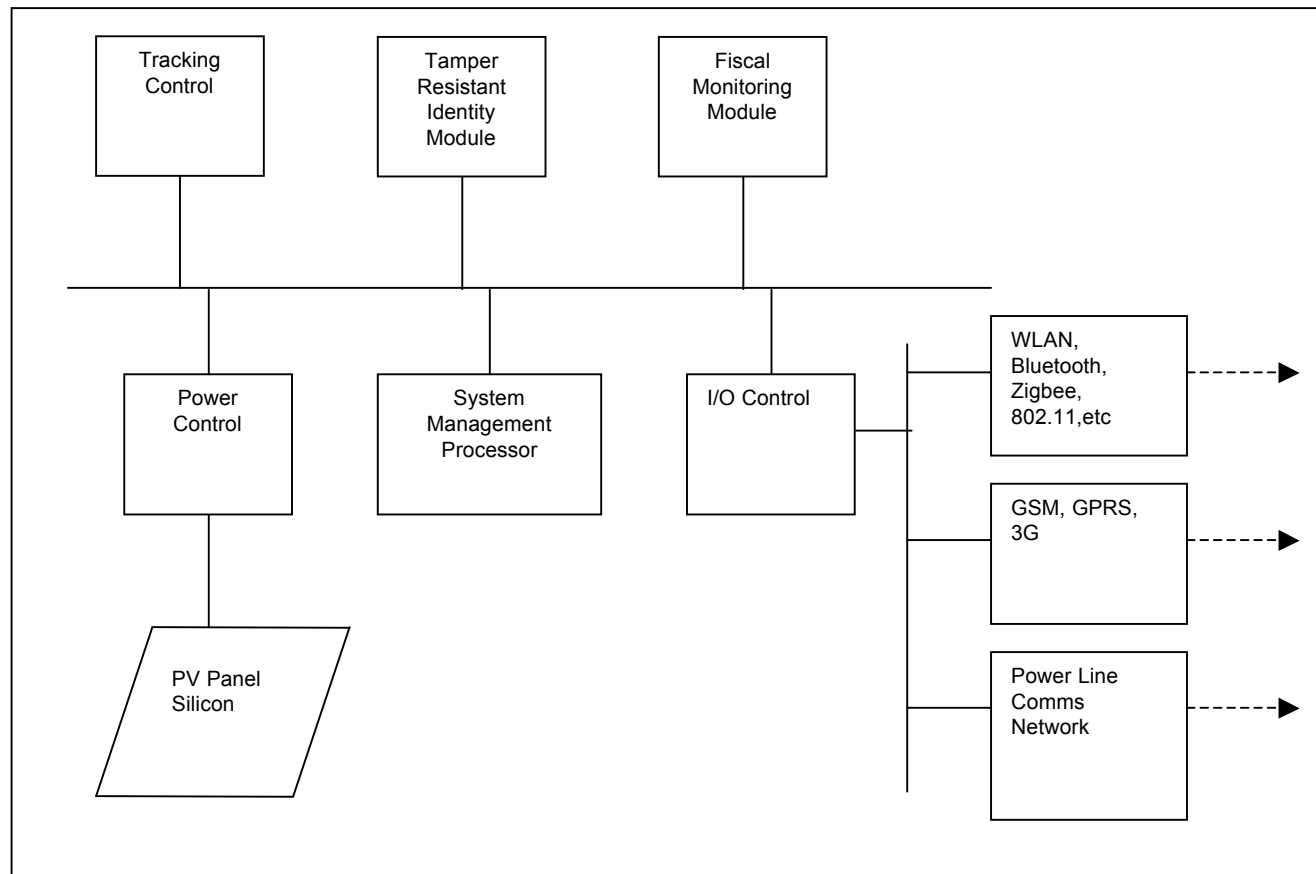 Tracking
Control
Tamper
Resistant
Identity
Module
Fiscal
Monitoring
Module
Power
Control
System
Management
Processor
I/O Control
WLAN,
Bluetooth,
Zigbee,
802.11,etc
GSM, GPRS,
3G
PV Panel
Silicon
Power Line
Comms
Network